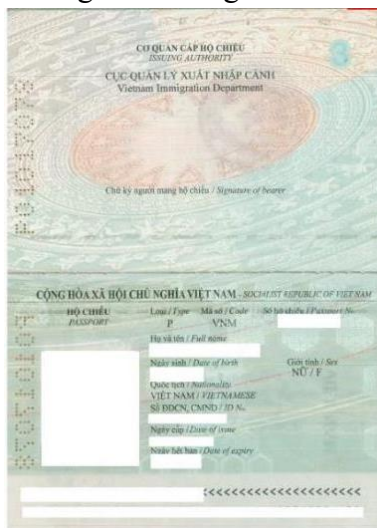 CƠ QUAN CẤP HỘ CHIẾU
ISSUING AUTHORITY
CỤC QUẢN LÝ XUẤT NHẬP CẢNH
Vietnam Immigration Department
Chữ ký người mang hộ chiếu / Signature of bearer
CỘNG HÒA XÃ HỘI CHỦ NGHĨA VIỆT NAM - SOCIALIST REPUBLIC OF VIET NAM
HỘ CHIẾU
PASSPORT
Loại / Type Mã số / Code Số hộ chiếu / Passport No
P VNM
Họ và tên / Full name
Ngày sinh / Date of birth Giới tính / Sex
NỮ / F
Quốc tịch / Nationality
VIỆT NAM / VIETNAMESE
Số ĐDCN, CMND / ID No.
Ngày cấp / Date of issue
Ngày hết hạn / Date of expiry